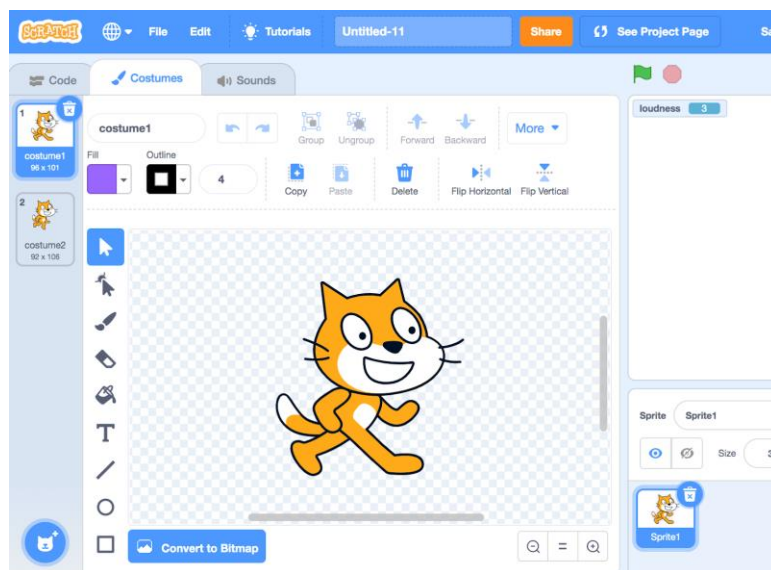 SCRATCH
File
Edit
Tutorials
Untitled-11
Share
See Project Page
Code
Costumes
Sounds
loudness 3
1
costume1
96 x 101
2
costume2
92 x 106
costume1
Group
Ungroup
Forward
Backward
More
Fill
Outline
4
Copy
Paste
Delete
Flip Horizontal
Flip Vertical
T
Convert to Bitmap
=
Sprite
Sprite1
Size
Sprite1